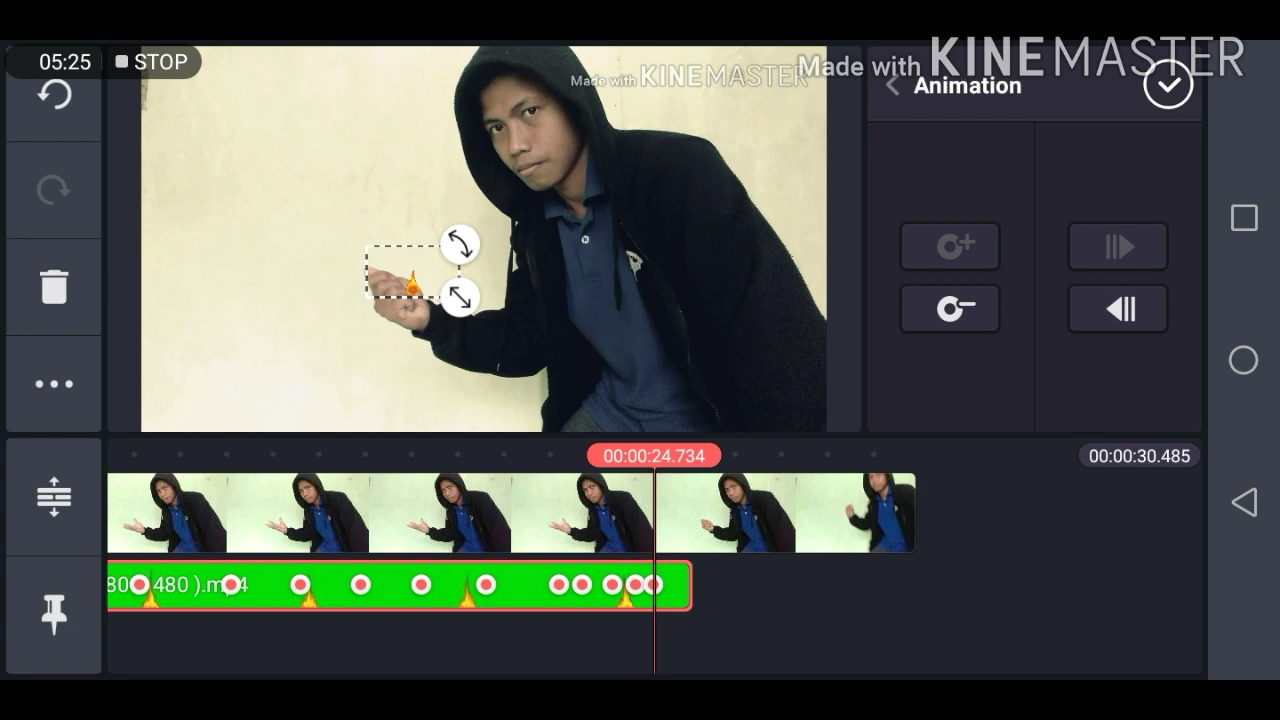 05:25 STOP
Made with KINEMASTER
Made with KINEMASTER
Animation
00:00:24.734
00:00:30.485